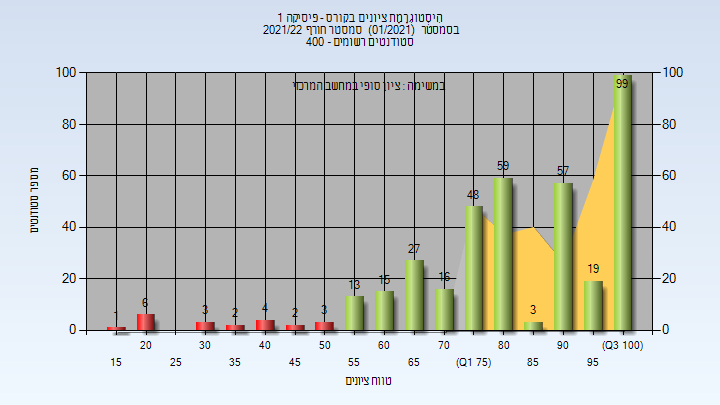 היסטוגרמת ציונים בקורס - פיסיקה 1
בסמסטר (01/2021) סמסטר חורף 2021/22
סטודנטים רשומים - 400
במשימה : ציון סופי במחשב המרכזי
100 100
80 80
60 60
40 40
20 20
0 0
מספר סטודנטים
1 6 3 2 4 2 3 13 15 27 16 48 59 3 57 19 99
20 30 40 50 60 70 80 90 (Q3 100)
15 25 35 45 55 65 (Q1 75) 85 95
טווח ציונים